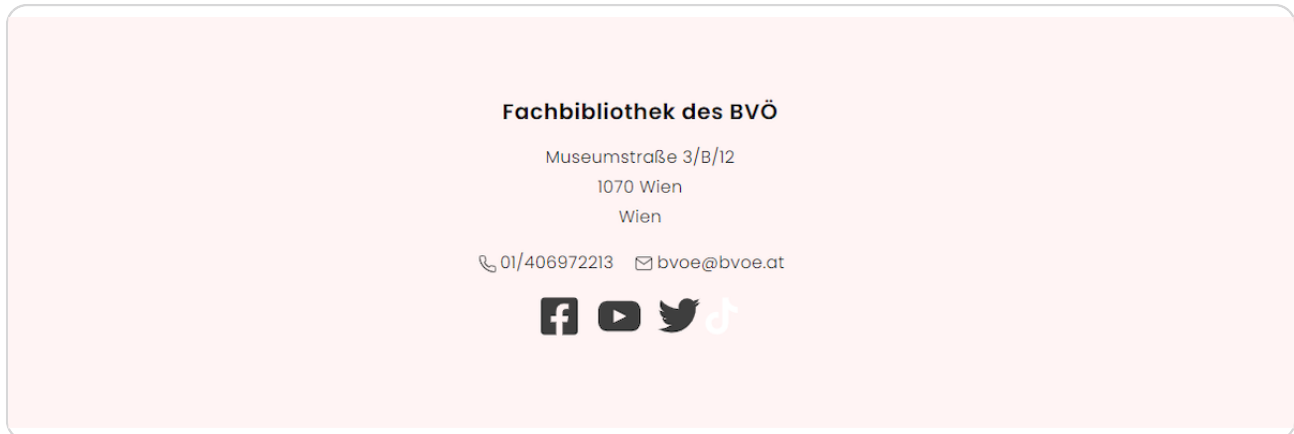 Fachbibliothek des BVÖ
Museumstraße 3/B/12
1070 Wien
Wien
01/406972213 bvoe@bvoe.at